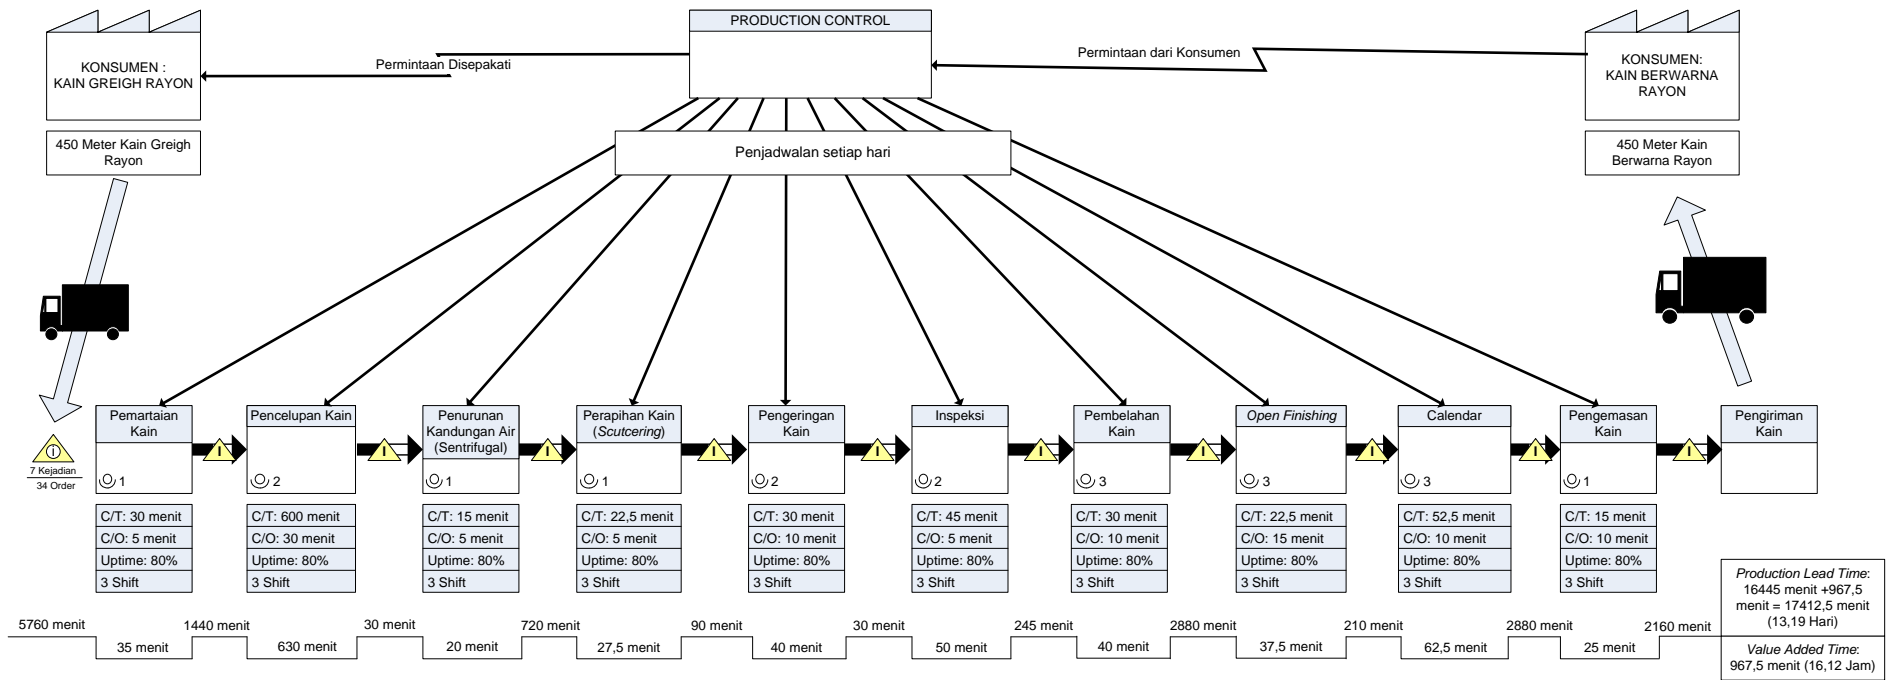 PRODUCTION CONTROL
KONSUMEN :
KAIN GREIGH RAYON
Permintaan Disepakati
Permintaan dari Konsumen
KONSUMEN:
KAIN BERWARNA
RAYON
450 Meter Kain Greigh
Rayon
Penjadwalan setiap hari
450 Meter Kain
Berwarna Rayon
I
7 Kejadian
34 Order
Pemartaian
Kain
1
C/T: 30 menit
C/O: 5 menit
Uptime: 80%
3 Shift
I
Pencelupan Kain
2
C/T: 600 menit
C/O: 30 menit
Uptime: 80%
3 Shift
I
Penurunan
Kandungan Air
(Sentrifugal)
1
C/T: 15 menit
C/O: 5 menit
Uptime: 80%
3 Shift
I
Perapihan Kain
(Scutcering)
1
C/T: 22,5 menit
C/O: 5 menit
Uptime: 80%
3 Shift
I
Pengeringan
Kain
2
C/T: 30 menit
C/O: 10 menit
Uptime: 80%
3 Shift
I
Inspeksi
2
C/T: 45 menit
C/O: 5 menit
Uptime: 80%
3 Shift
I
Pembelahan
Kain
3
C/T: 30 menit
C/O: 10 menit
Uptime: 80%
3 Shift
I
Open Finishing
3
C/T: 22,5 menit
C/O: 15 menit
Uptime: 80%
3 Shift
I
Calendar
3
C/T: 52,5 menit
C/O: 10 menit
Uptime: 80%
3 Shift
I
Pengemasan
Kain
1
C/T: 15 menit
C/O: 10 menit
Uptime: 80%
3 Shift
I
Pengiriman
Kain
5760 menit
35 menit
1440 menit
630 menit
30 menit
20 menit
720 menit
27,5 menit
90 menit
40 menit
30 menit
50 menit
245 menit
40 menit
2880 menit
37,5 menit
210 menit
62,5 menit
2880 menit
25 menit
2160 menit
Production Lead Time:
16445 menit +967,5
menit = 17412,5 menit
(13,19 Hari)
Value Added Time:
967,5 menit (16,12 Jam)